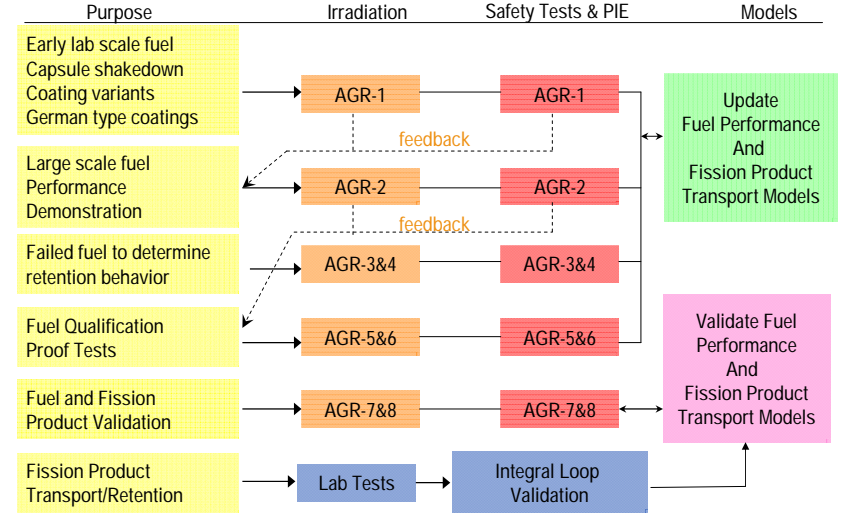 Purpose
Irradiation
Safety Tests & PIE
Models
Early lab scale fuel
Capsule shakedown
Coating variants
German type coatings
AGR-1
AGR-1
Update
Fuel Performance
And
Fission Product
Transport Models
feedback
Large scale fuel
Performance
Demonstration
AGR-2
AGR-2
feedback
Failed fuel to determine
retention behavior
AGR-3&4
AGR-3&4
Fuel Qualification
Proof Tests
AGR-5&6
AGR-5&6
Validate Fuel
Performance
And
Fission Product
Transport Models
Fuel and Fission
Product Validation
AGR-7&8
AGR-7&8
Fission Product
Transport/Retention
Lab Tests
Integral Loop
Validation